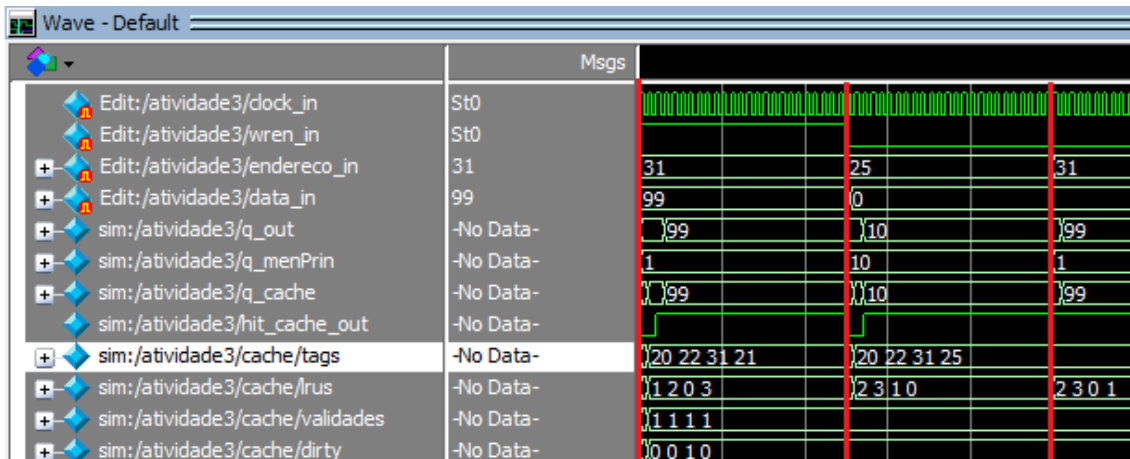 Wave - Default
Msgs
Edit:/atividade3/clock_in St0
Edit:/atividade3/wren_in St0
Edit:/atividade3/endereco_in 31 31 25 31
Edit:/atividade3/data_in 99 99 0
sim:/atividade3/q_out -No Data- 99 10 99
sim:/atividade3/q_menPrin -No Data- 1 10 1
sim:/atividade3/q_cache -No Data- 99 10 99
sim:/atividade3/hit_cache_out -No Data-
sim:/atividade3/cache/tags -No Data- 20 22 31 21 20 22 31 25
sim:/atividade3/cache/lrus -No Data- 1 2 0 3 2 3 1 0 2 3 0 1
sim:/atividade3/cache/validades -No Data- 1 1 1 1
sim:/atividade3/cache/dirty -No Data- 0 0 1 0